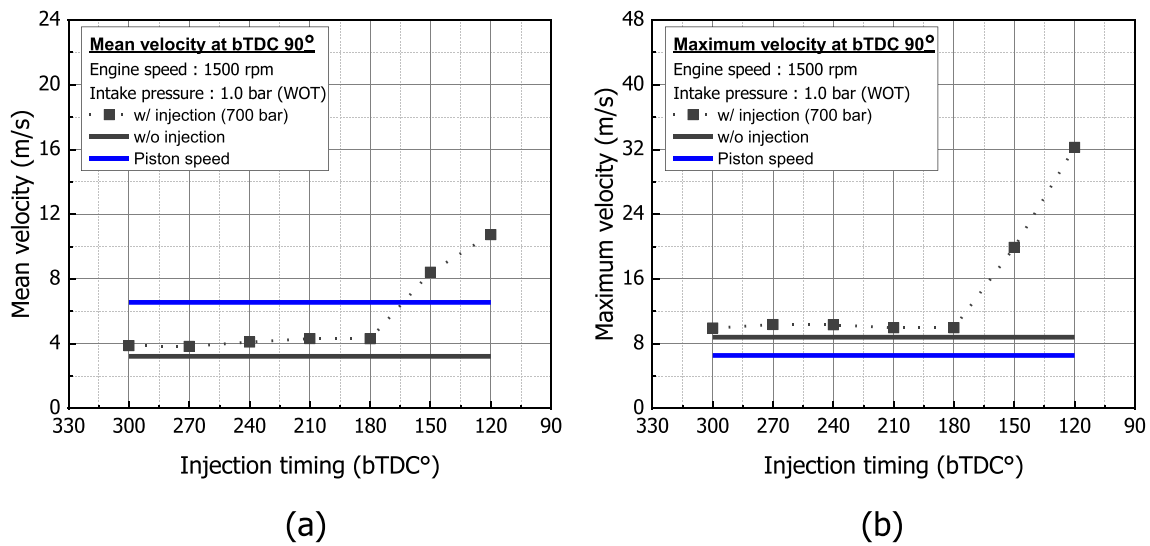 Mean velocity at bTDC 90°
Engine speed : 1500 rpm
Intake pressure : 1.0 bar (WOT)
w/ injection (700 bar)
w/o injection
Piston speed
Mean velocity (m/s)
24
20
16
12
8
4
0
330 300 270 240 210 180 150 120 90
Injection timing (bTDC°)
(a)
Maximum velocity at bTDC 90°
Engine speed : 1500 rpm
Intake pressure : 1.0 bar (WOT)
w/ injection (700 bar)
w/o injection
Piston speed
Maximum velocity (m/s)
48
40
32
24
16
8
0
330 300 270 240 210 180 150 120 90
Injection timing (bTDC°)
(b)